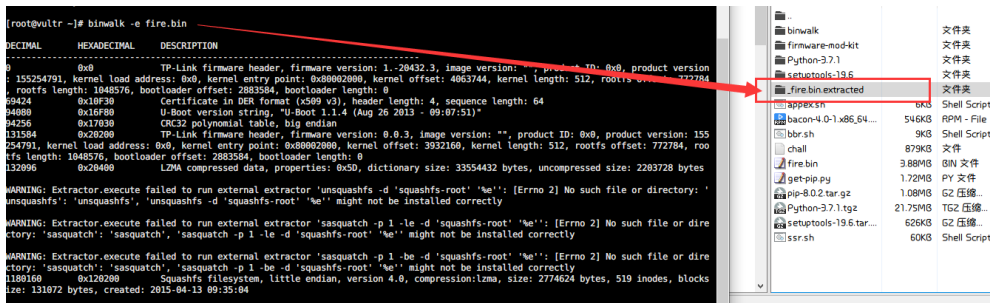 [root@vultr ~]# binwalk -e fire.bin
DECIMAL HEXADECIMAL DESCRIPTION
0 0x0 TP-Link firmware header, firmware version: 1.-20432.3, image version: "", product ID: 0x0, product version
: 155254791, kernel load address: 0x0, kernel entry point: 0x80002000, kernel offset: 4063744, kernel length: 512, rootfs offset: 772784
, rootfs length: 1048576, bootloader offset: 2883584, bootloader length: 0
69424 0x10F30 Certificate in DER format (x509 v3), header length: 4, sequence length: 64
94080 0x16F80 U-Boot version string, "U-Boot 1.1.4 (Aug 26 2013 - 09:07:51)"
94256 0x17030 CRC32 polynomial table, big endian
131584 0x20200 TP-Link firmware header, firmware version: 0.0.3, image version: "", product ID: 0x0, product version: 155
254791, kernel load address: 0x0, kernel entry point: 0x80002000, kernel offset: 3932160, kernel length: 512, rootfs offset: 772784, roo
tfs length: 1048576, bootloader offset: 2883584, bootloader length: 0
132096 0x20400 LZMA compressed data, properties: 0x5D, dictionary size: 33554432 bytes, uncompressed size: 2203728 bytes
WARNING: Extractor.execute failed to run external extractor 'unsquashfs -d 'squashfs-root' '%e'': [Errno 2] No such file or directory: '
unsquashfs': 'unsquashfs', 'unsquashfs -d 'squashfs-root' '%e'' might not be installed correctly
WARNING: Extractor.execute failed to run external extractor 'sasquatch -p 1 -le -d 'squashfs-root' '%e'': [Errno 2] No such file or dire
ctory: 'sasquatch': 'sasquatch', 'sasquatch -p 1 -le -d 'squashfs-root' '%e'' might not be installed correctly
WARNING: Extractor.execute failed to run external extractor 'sasquatch -p 1 -be -d 'squashfs-root' '%e'': [Errno 2] No such file or dire
ctory: 'sasquatch': 'sasquatch', 'sasquatch -p 1 -be -d 'squashfs-root' '%e'' might not be installed correctly
1180160 0x120200 Squashfs filesystem, little endian, version 4.0, compression:lzma, size: 2774624 bytes, 519 inodes, blocks
ize: 131072 bytes, created: 2015-04-13 09:35:04
..
binwalk 文件夹
firmware-mod-kit 文件夹
Python-3.7.1 文件夹
setuptools-19.6 文件夹
_fire.bin.extracted 文件夹
appex.sh 6KB Shell Script
bacon-4.0-1.x86_64.... 546KB RPM - File
bbr.sh 9KB Shell Script
chall 879KB 文件
fire.bin 3.88MB BIN 文件
get-pip.py 1.72MB PY 文件
pip-8.0.2.tar.gz 1.08MB GZ 压缩...
Python-3.7.1.tgz 21.75MB TGZ 压缩...
setuptools-19.6.tar.... 626KB GZ 压缩...
ssr.sh 60KB Shell Script